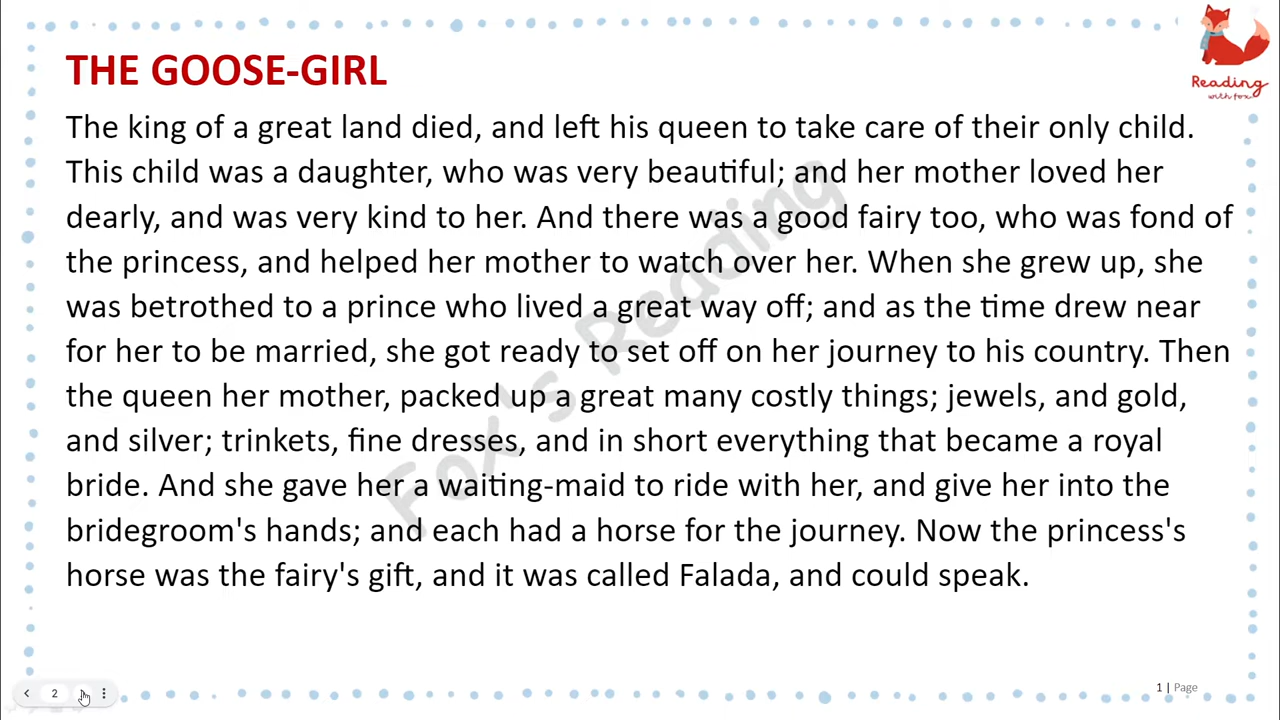 THE GOOSE-GIRL
Reading
with fox
The king of a great land died, and left his queen to take care of their only child.
This child was a daughter, who was very beautiful; and her mother loved her
dearly, and was very kind to her. And there was a good fairy too, who was fond of
the princess, and helped her mother to watch over her. When she grew up, she
was betrothed to a prince who lived a great way off; and as the time drew near
for her to be married, she got ready to set off on her journey to his country. Then
the queen her mother, packed up a great many costly things; jewels, and gold,
and silver; trinkets, fine dresses, and in short everything that became a royal
bride. And she gave her a waiting-maid to ride with her, and give her into the
bridegroom's hands; and each had a horse for the journey. Now the princess's
horse was the fairy's gift, and it was called Falada, and could speak.
Fox's Reading
2
1 | Page